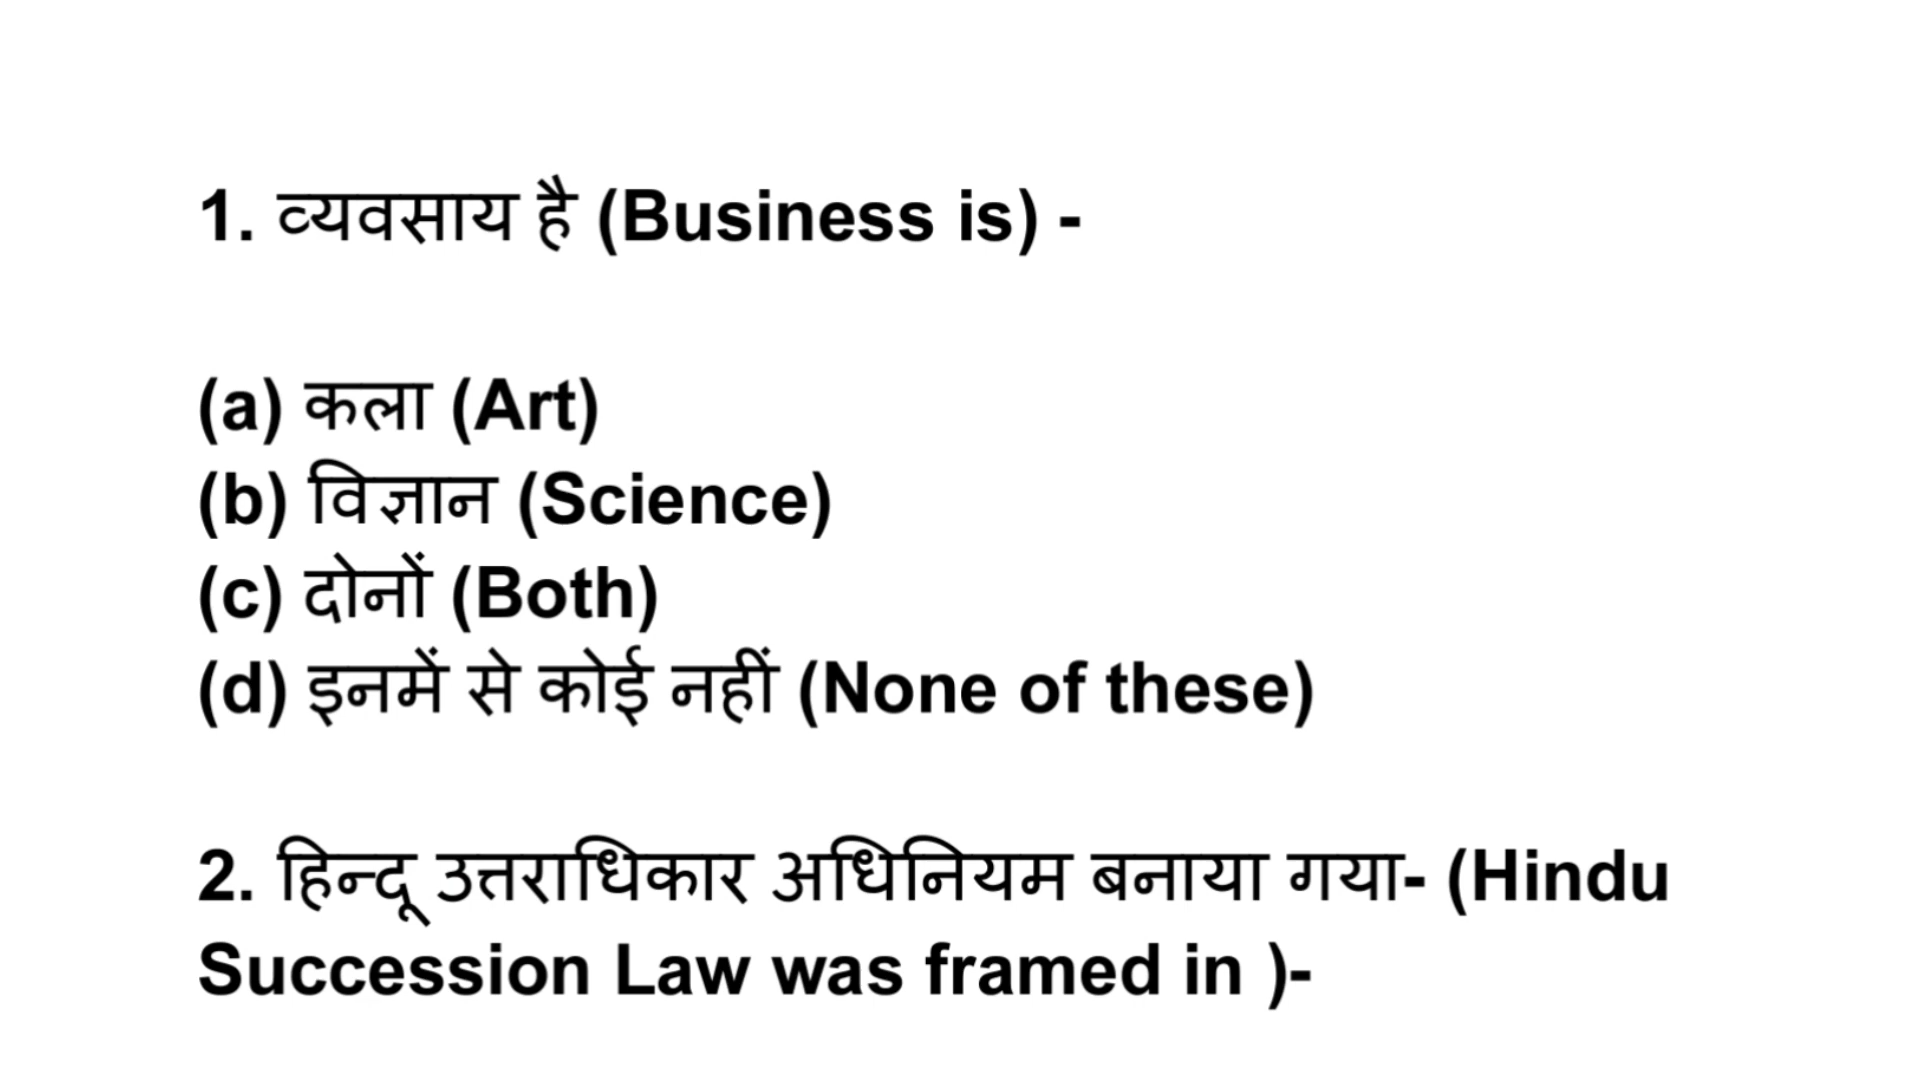 1. व्यवसाय है (Business is) -
(a) कला (Art)
(b) विज्ञान (Science)
(c) दोनों (Both)
(d) इनमें से कोई नहीं (None of these)
2. हिन्दू उत्तराधिकार अधिनियम बनाया गया- (Hindu
Succession Law was framed in )-